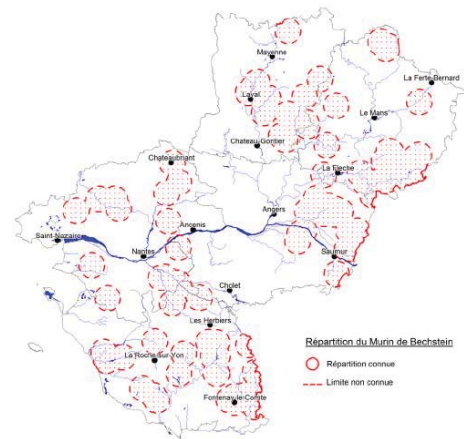 Mayenne
La Ferte Bernard
Laval
Le Mans
Chateau-Gontier
Chateaubriant
La Fleche
Angers
Ancenis
Saint-Nazaire
Nantes
Saumur
Cholet
Les Herbiers
La Roche-sur-Yon
Fontenay-le-Comte
Répartition du Murin de Bechstein
Répartition connue
Limite non connue